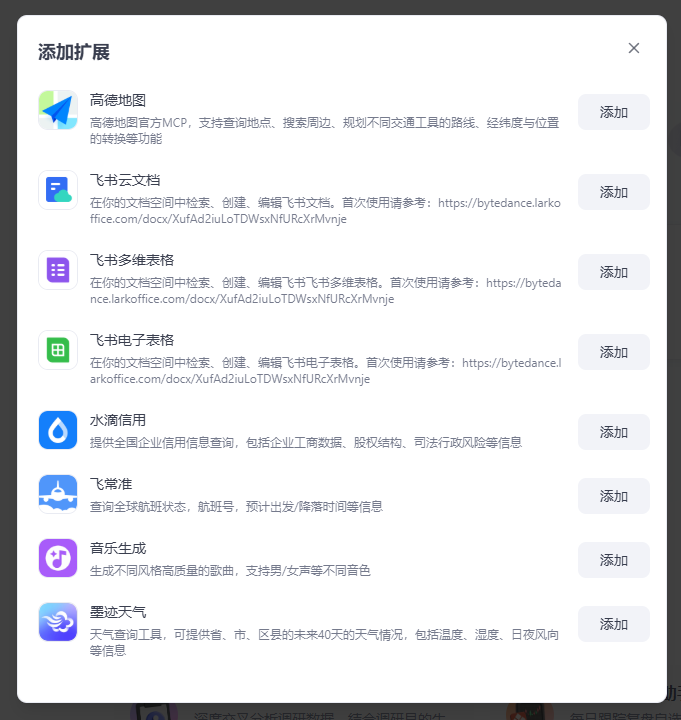 添加扩展
高德地图
高德地图官方MCP，支持查询地点、搜索周边、规划不同交通工具的路线、经纬度与位置
的转换等功能
添加
飞书云文档
在你的文档空间中检索、创建、编辑飞书文档。首次使用请参考：https://bytedance.larko
ffice.com/docx/XufAd2iuLoTDWsxNfURcXrMvnje
添加
飞书多维表格
在你的文档空间中检索、创建、编辑飞书飞书多维表格。首次使用请参考：https://byteda
nce.larkoffice.com/docx/XufAd2iuLoTDWsxNfURcXrMvnje
添加
飞书电子表格
在你的文档空间中检索、创建、编辑飞书电子表格。首次使用请参考：https://bytedance.l
arkoffice.com/docx/XufAd2iuLoTDWsxNfURcXrMvnje
添加
水滴信用
提供全国企业信用信息查询，包括企业工商数据、股权结构、司法行政风险等信息
添加
飞常准
查询全球航班状态，航班号，预计出发/降落时间等信息
添加
音乐生成
生成不同风格高质量的歌曲，支持男/女声等不同音色
添加
墨迹天气
天气查询工具，可提供省、市、区县的未来40天的天气情况，包括温度、湿度、日夜风向
等信息
添加